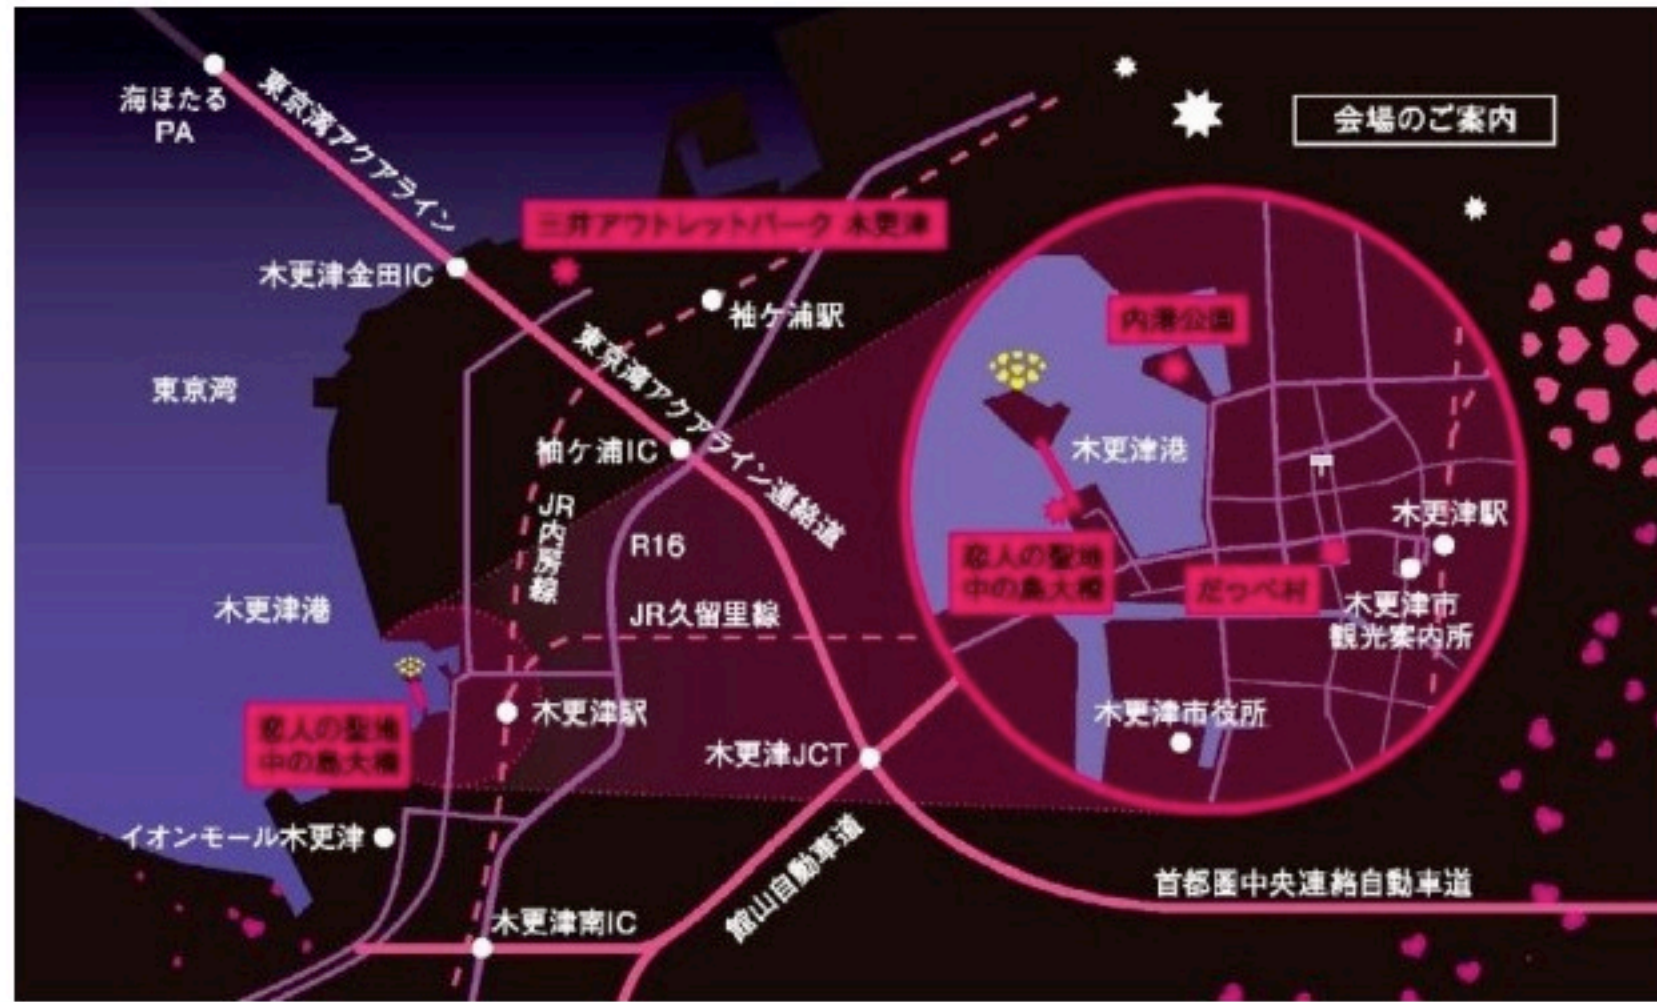 海ほたる
PA
東京湾アクアライン
会場のご案内
三井アウトレットパーク 木更津
木更津金田IC
袖ケ浦駅
東京湾アクアライン連絡道
東京湾
袖ケ浦IC
JR内房線
R16
木更津港
JR久留里線
恋人の聖地
中の島大橋
木更津駅
木更津JCT
イオンモール木更津
木更津南IC
館山自動車道
首都圏中央連絡自動車道
内港公園
木更津港
木更津駅
恋人の聖地
中の島大橋
だっぺ村
木更津市
観光案内所
木更津市役所